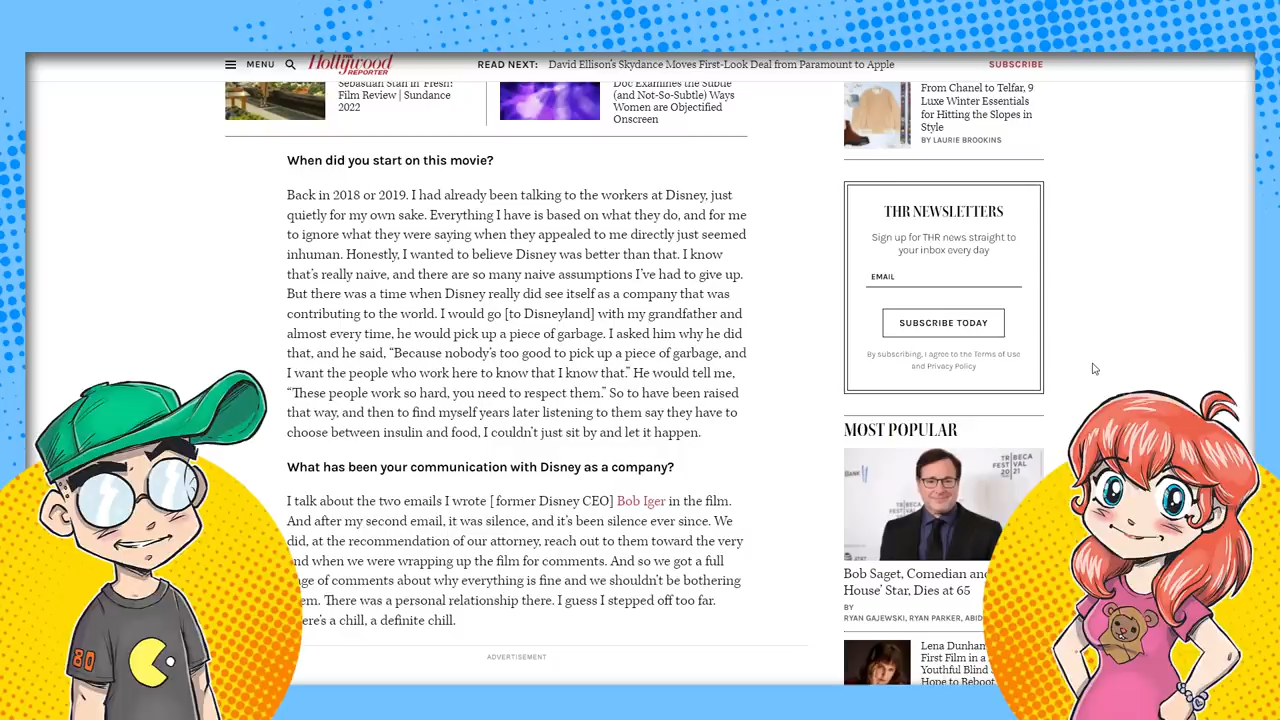 MENU
Hollywood
REPORTER
READ NEXT: David Ellison's Skydance Moves First-Look Deal from Paramount to Apple
SUBSCRIBE
Sebastian Stan in 'Fresh':
Film Review | Sundance
2022
Doc Examines the Subtle
(and Not-So-Subtle) Ways
Women are Objectified
Onscreen
From Chanel to Telfar, 9
Luxe Winter Essentials
for Hitting the Slopes in
Style
BY LAURIE BROOKINS
When did you start on this movie?
Back in 2018 or 2019. I had already been talking to the workers at Disney, just
quietly for my own sake. Everything I have is based on what they do, and for me
to ignore what they were saying when they appealed to me directly just seemed
inhuman. Honestly, I wanted to believe Disney was better than that. I know
that's really naive, and there are so many naive assumptions I've had to give up.
But there was a time when Disney really did see itself as a company that was
contributing to the world. I would go [to Disneyland] with my grandfather and
almost every time, he would pick up a piece of garbage. I asked him why he did
that, and he said, “Because nobody's too good to pick up a piece of garbage, and
I want the people who work here to know that I know that.” He would tell me,
“These people work so hard, you need to respect them.” So to have been raised
that way, and then to find myself years later listening to them say they have to
choose between insulin and food, I couldn't just sit by and let it happen.
What has been your communication with Disney as a company?
I talk about the two emails I wrote [former Disney CEO] Bob Iger in the film.
And after my second email, it was silence, and it's been silence ever since. We
did, at the recommendation of our attorney, reach out to them toward the very
nd when we were wrapping up the film for comments. And so we got a full
ge of comments about why everything is fine and we shouldn't be bothering
em. There was a personal relationship there. I guess I stepped off too far.
ere's a chill, a definite chill.
ADVERTISEMENT
THR NEWSLETTERS
Sign up for THR news straight to
your inbox every day
EMAIL
SUBSCRIBE TODAY
By subscribing, I agree to the Terms of Use
and Privacy Policy
MOST POPULAR
BANK
TRIBECA
FESTIVAL
2021
TRIBECA
FESTIVAL
AT&T
Bob Saget, Comedian and
House' Star, Dies at 65
BY
RYAN GAJEWSKI, RYAN PARKER, ABID
Lena Dunham
First Film in a
Youthful Blind
Hope to Reboot
80